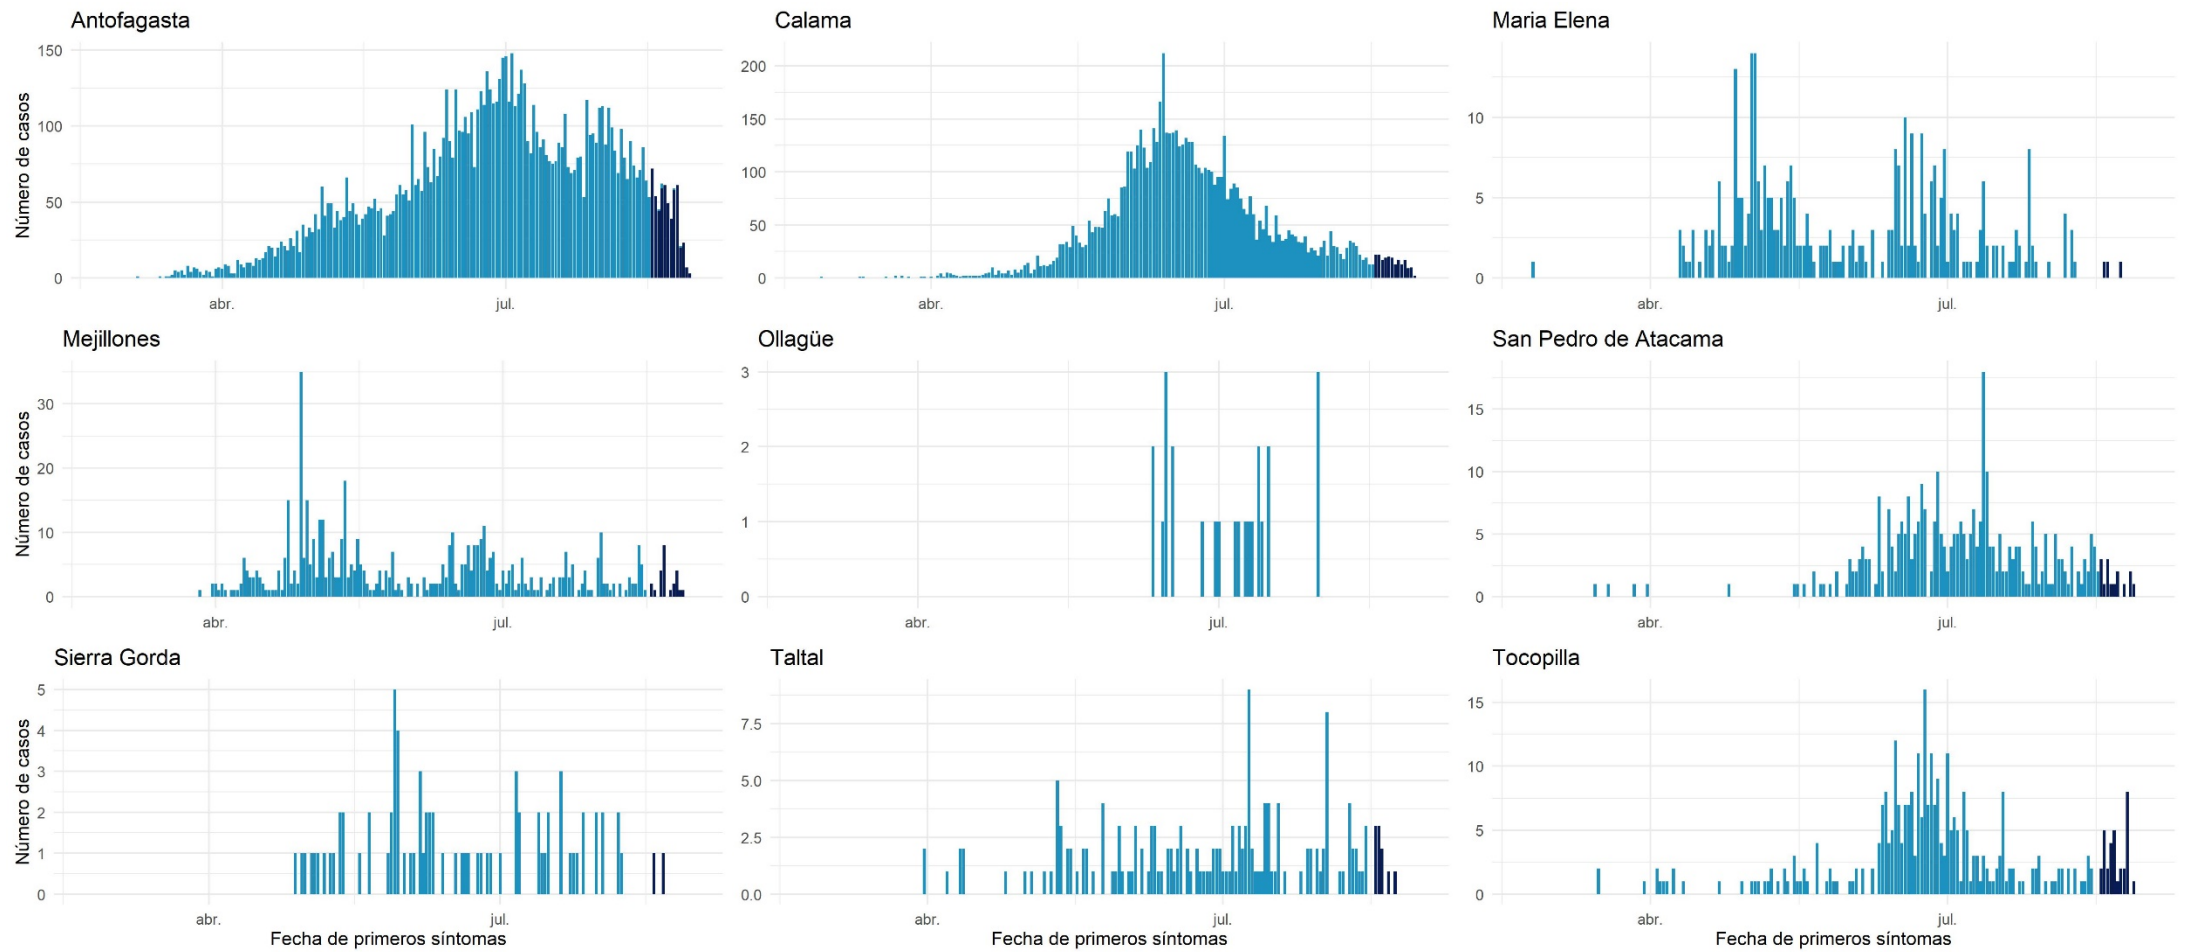 Antofagasta
Calama
Maria Elena
Número de casos
150
100
50
0
abr.
jul.
200
150
100
50
0
abr.
jul.
10
5
0
abr.
jul.
Mejillones
Ollagüe
San Pedro de Atacama
Número de casos
30
20
10
0
abr.
jul.
3
2
1
0
abr.
jul.
15
10
5
0
abr.
jul.
Sierra Gorda
Taltal
Tocopilla
Número de casos
5
4
3
2
1
0
abr.
jul.
Fecha de primeros síntomas
7.5
5.0
2.5
0.0
abr.
jul.
Fecha de primeros síntomas
15
10
5
0
abr.
jul.
Fecha de primeros síntomas